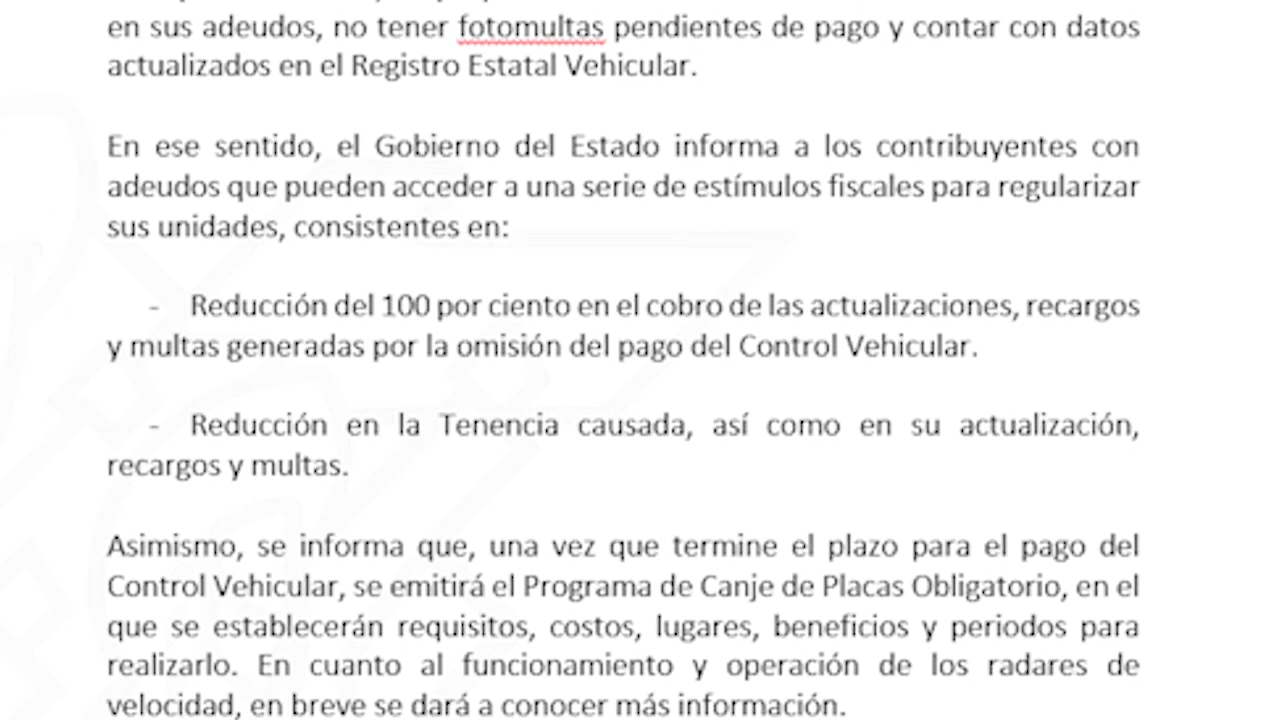 en sus adeudos, no tener fotomultas pendientes de pago y contar con datos
actualizados en el Registro Estatal Vehicular.
En ese sentido, el Gobierno del Estado informa a los contribuyentes con
adeudos que pueden acceder a una serie de estímulos fiscales para regularizar
sus unidades, consistentes en:
- Reducción del 100 por ciento en el cobro de las actualizaciones, recargos
y multas generadas por la omisión del pago del Control Vehicular.
- Reducción en la Tenencia causada, así como en su actualización,
recargos y multas.
Asimismo, se informa que, una vez que termine el plazo para el pago del
Control Vehicular, se emitirá el Programa de Canje de Placas Obligatorio, en el
que se establecerán requisitos, costos, lugares, beneficios y periodos para
realizarlo. En cuanto al funcionamiento y operación de los radares de
velocidad, en breve se dará a conocer más información.